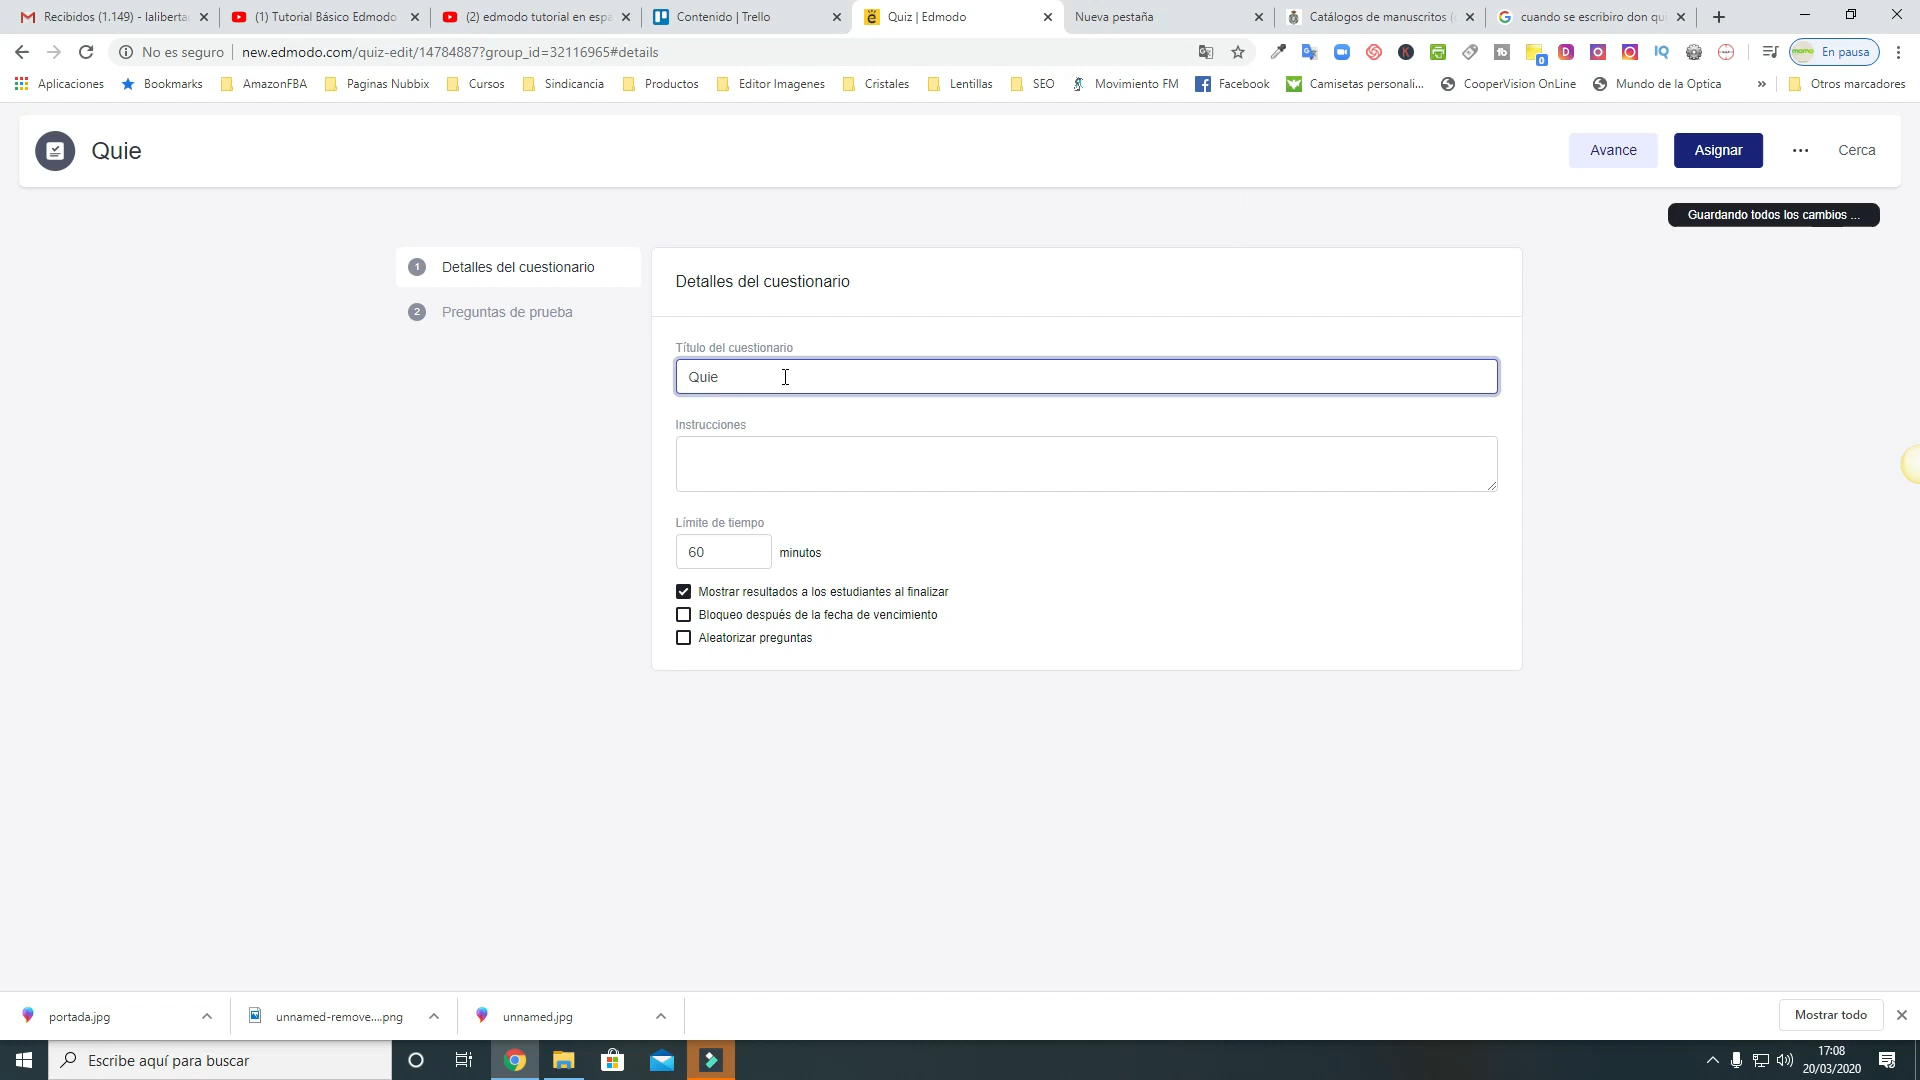 Recibidos (1.149) - laliberta
(1) Tutorial Básico Edmodo
(2) edmodo tutorial en espa
Contenido | Trello
Quiz | Edmodo
Nueva pestaña
Catálogos de manuscritos (
cuando se escribiro don qu
No es seguro
new.edmodo.com/quiz-edit/14784887?group_id=32116965#details
En pausa
Aplicaciones
Bookmarks
AmazonFBA
Paginas Nubbix
Cursos
Sindicancia
Productos
Editor Imagenes
Cristales
Lentillas
SEO
Movimiento FM
Facebook
Camisetas personali...
CooperVision OnLine
Mundo de la Optica
»
Otros marcadores
Quie
Avance
Asignar
Cerca
Guardando todos los cambios ...
1 Detalles del cuestionario
2 Preguntas de prueba
Detalles del cuestionario
Título del cuestionario
Quie
Instrucciones
Límite de tiempo
60 minutos
Mostrar resultados a los estudiantes al finalizar
Bloqueo después de la fecha de vencimiento
Aleatorizar preguntas
portada.jpg
unnamed-remove....png
unnamed.jpg
Mostrar todo
Escribe aquí para buscar
17:08
20/03/2020